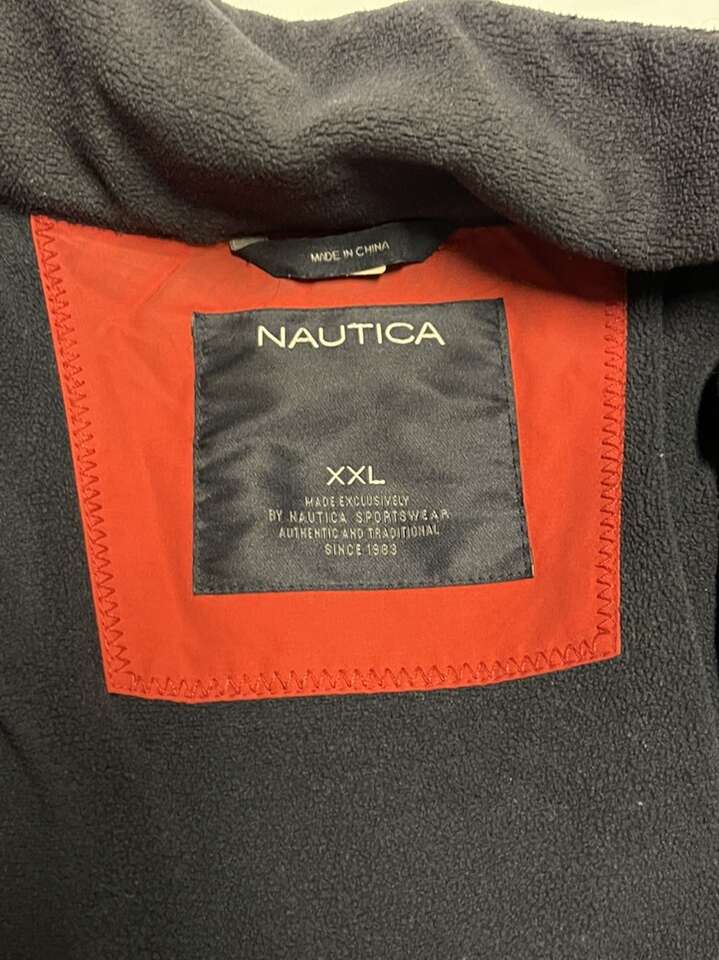 MADE IN CHINA
NAUTICA
XXL
MADE EXCLUSIVELY
BY NAUTICA SPORTSWEAR
AUTHENTIC AND TRADITIONAL
SINCE 1983